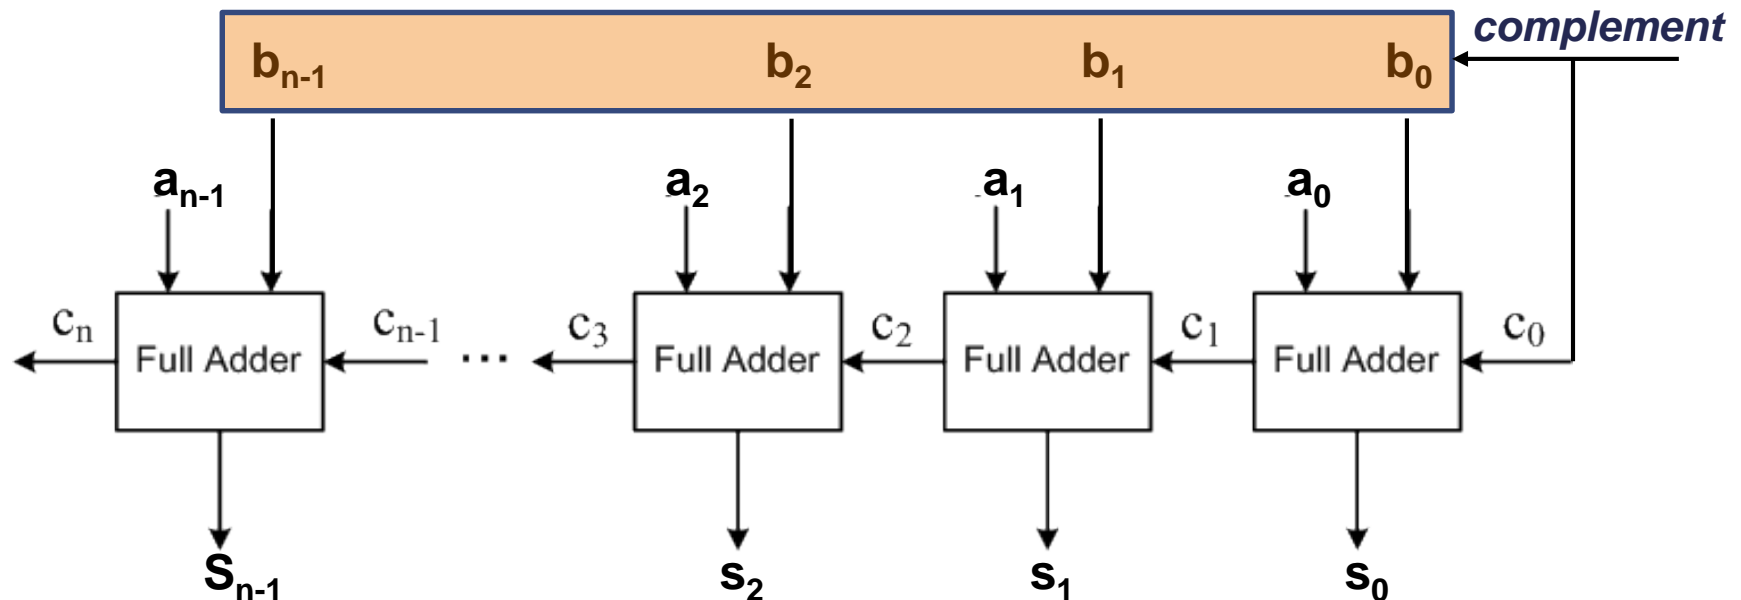 complement
b_{n-1} b_2 b_1 b_0
a_{n-1} a_2 a_1 a_0
c_n c_{n-1} c_3 c_2 c_1 c_0
Full Adder ... Full Adder Full Adder Full Adder
S_{n-1} s_2 s_1 s_0